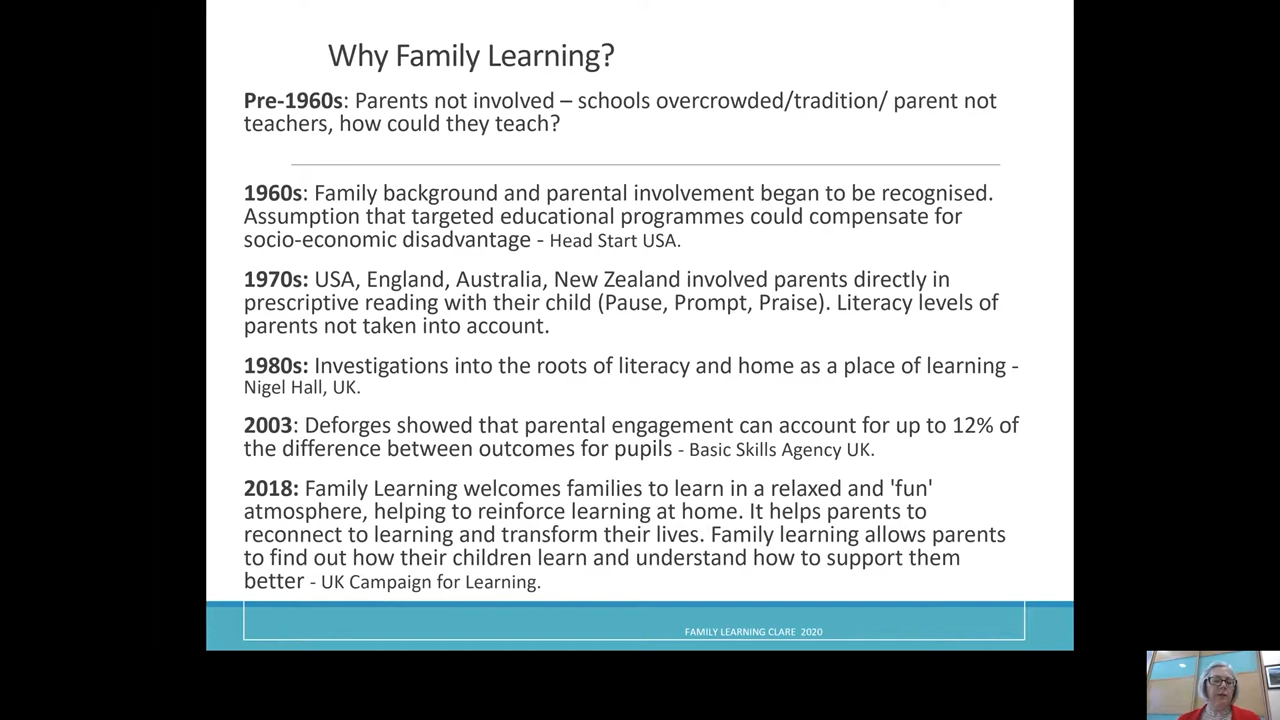 Why Family Learning?
Pre-1960s: Parents not involved – schools overcrowded/tradition/ parent not
teachers, how could they teach?
1960s: Family background and parental involvement began to be recognised.
Assumption that targeted educational programmes could compensate for
socio-economic disadvantage - Head Start USA.
1970s: USA, England, Australia, New Zealand involved parents directly in
prescriptive reading with their child (Pause, Prompt, Praise). Literacy levels of
parents not taken into account.
1980s: Investigations into the roots of literacy and home as a place of learning -
Nigel Hall, UK.
2003: Deforges showed that parental engagement can account for up to 12% of
the difference between outcomes for pupils - Basic Skills Agency UK.
2018: Family Learning welcomes families to learn in a relaxed and 'fun'
atmosphere, helping to reinforce learning at home. It helps parents to
reconnect to learning and transform their lives. Family learning allows parents
to find out how their children learn and understand how to support them
better - UK Campaign for Learning.
FAMILY LEARNING CLARE 2020